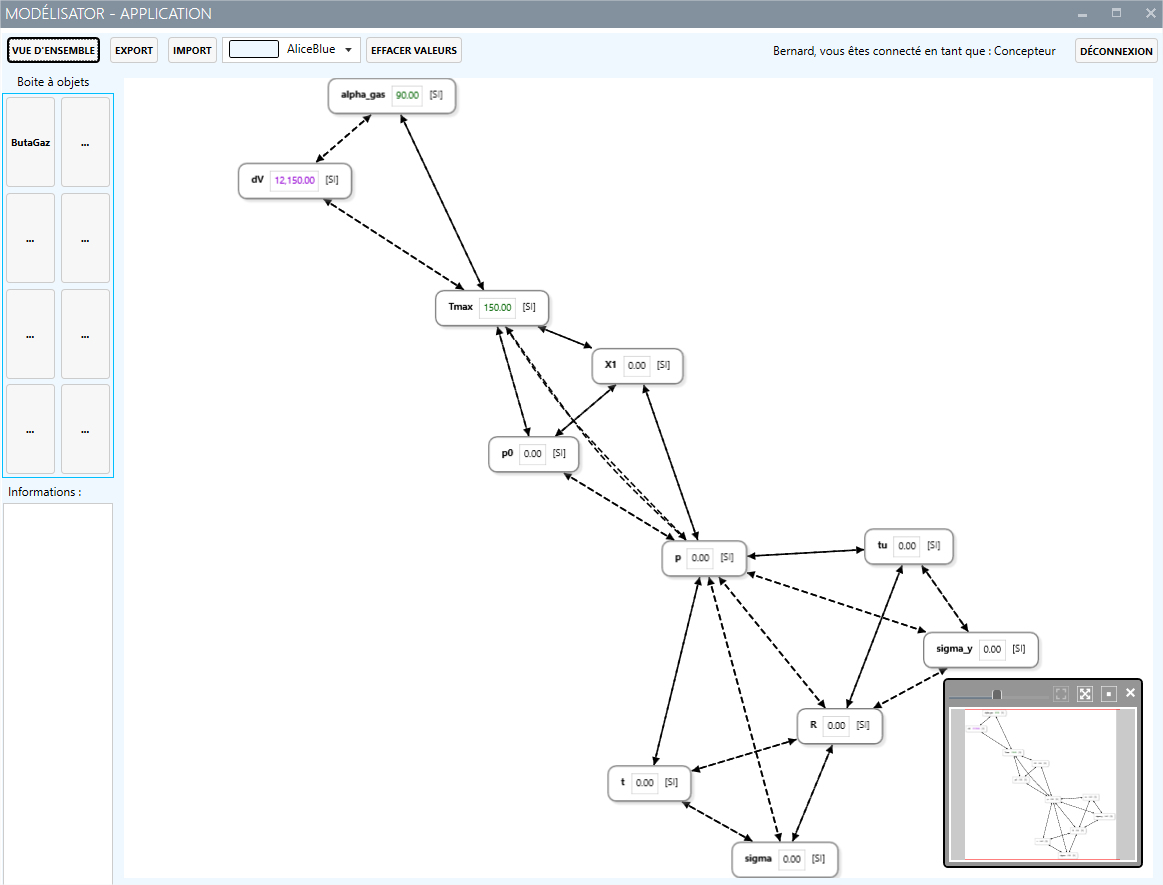 MODÉLISATOR - APPLICATION
VUE D'ENSEMBLE EXPORT IMPORT AliceBlue EFFACER VALEURS Bernard, vous êtes connecté en tant que : Concepteur DÉCONNEXION
Boite à objets
ButaGaz ...
... ...
... ...
... ...
Informations :
alpha_gas 90.00 [SI]
dV 12,150.00 [SI]
Tmax 150.00 [SI]
X1 0.00 [SI]
p0 0.00 [SI]
p 0.00 [SI]
tu 0.00 [SI]
sigma_y 0.00 [SI]
R 0.00 [SI]
t 0.00 [SI]
sigma 0.00 [SI]